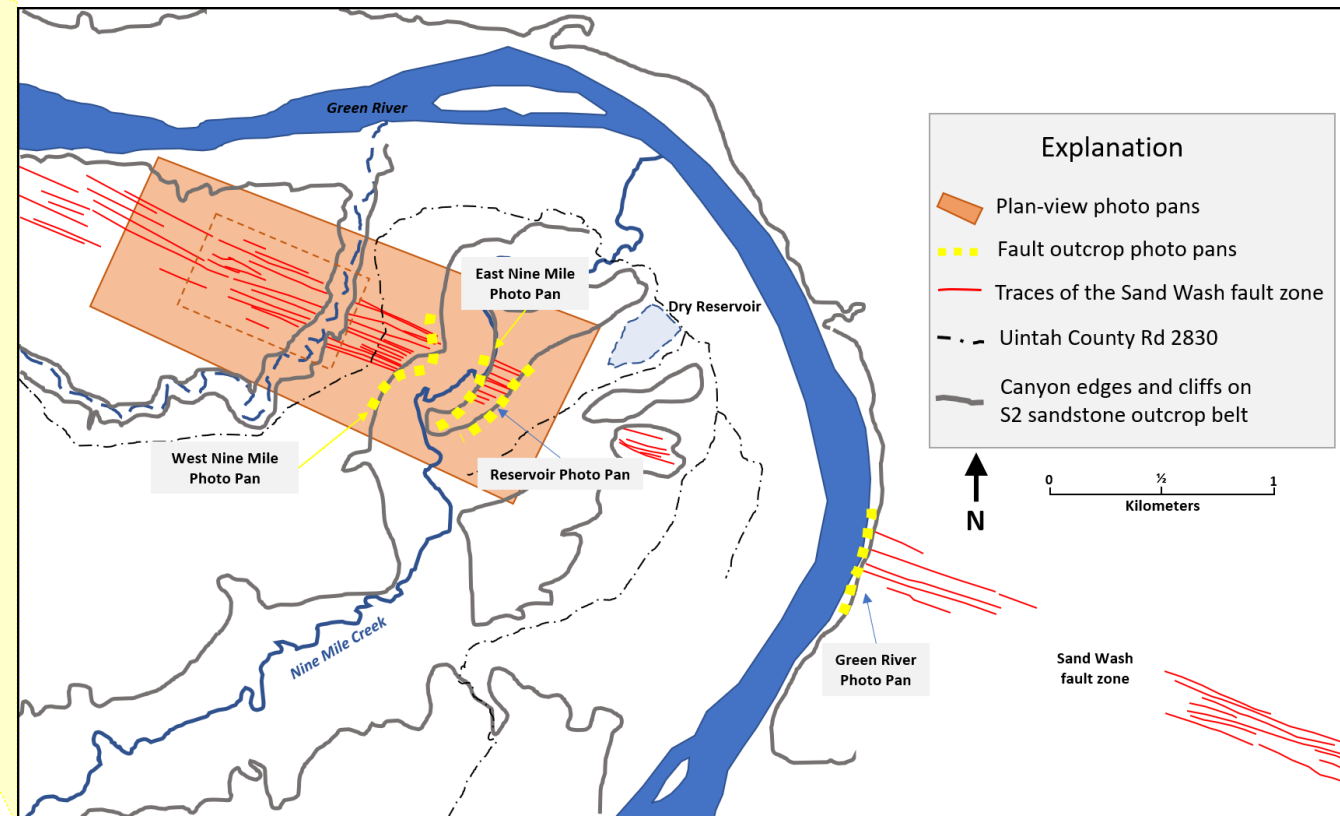 Green River
East Nine Mile
Photo Pan
Dry Reservoir
West Nine Mile
Photo Pan
Reservoir Photo Pan
Nine Mile Creek
Green River
Photo Pan
Sand Wash
fault zone
Explanation
Plan-view photo pans
Fault outcrop photo pans
Traces of the Sand Wash fault zone
Uintah County Rd 2830
Canyon edges and cliffs on
S2 sandstone outcrop belt
N
0 ½ 1
Kilometers